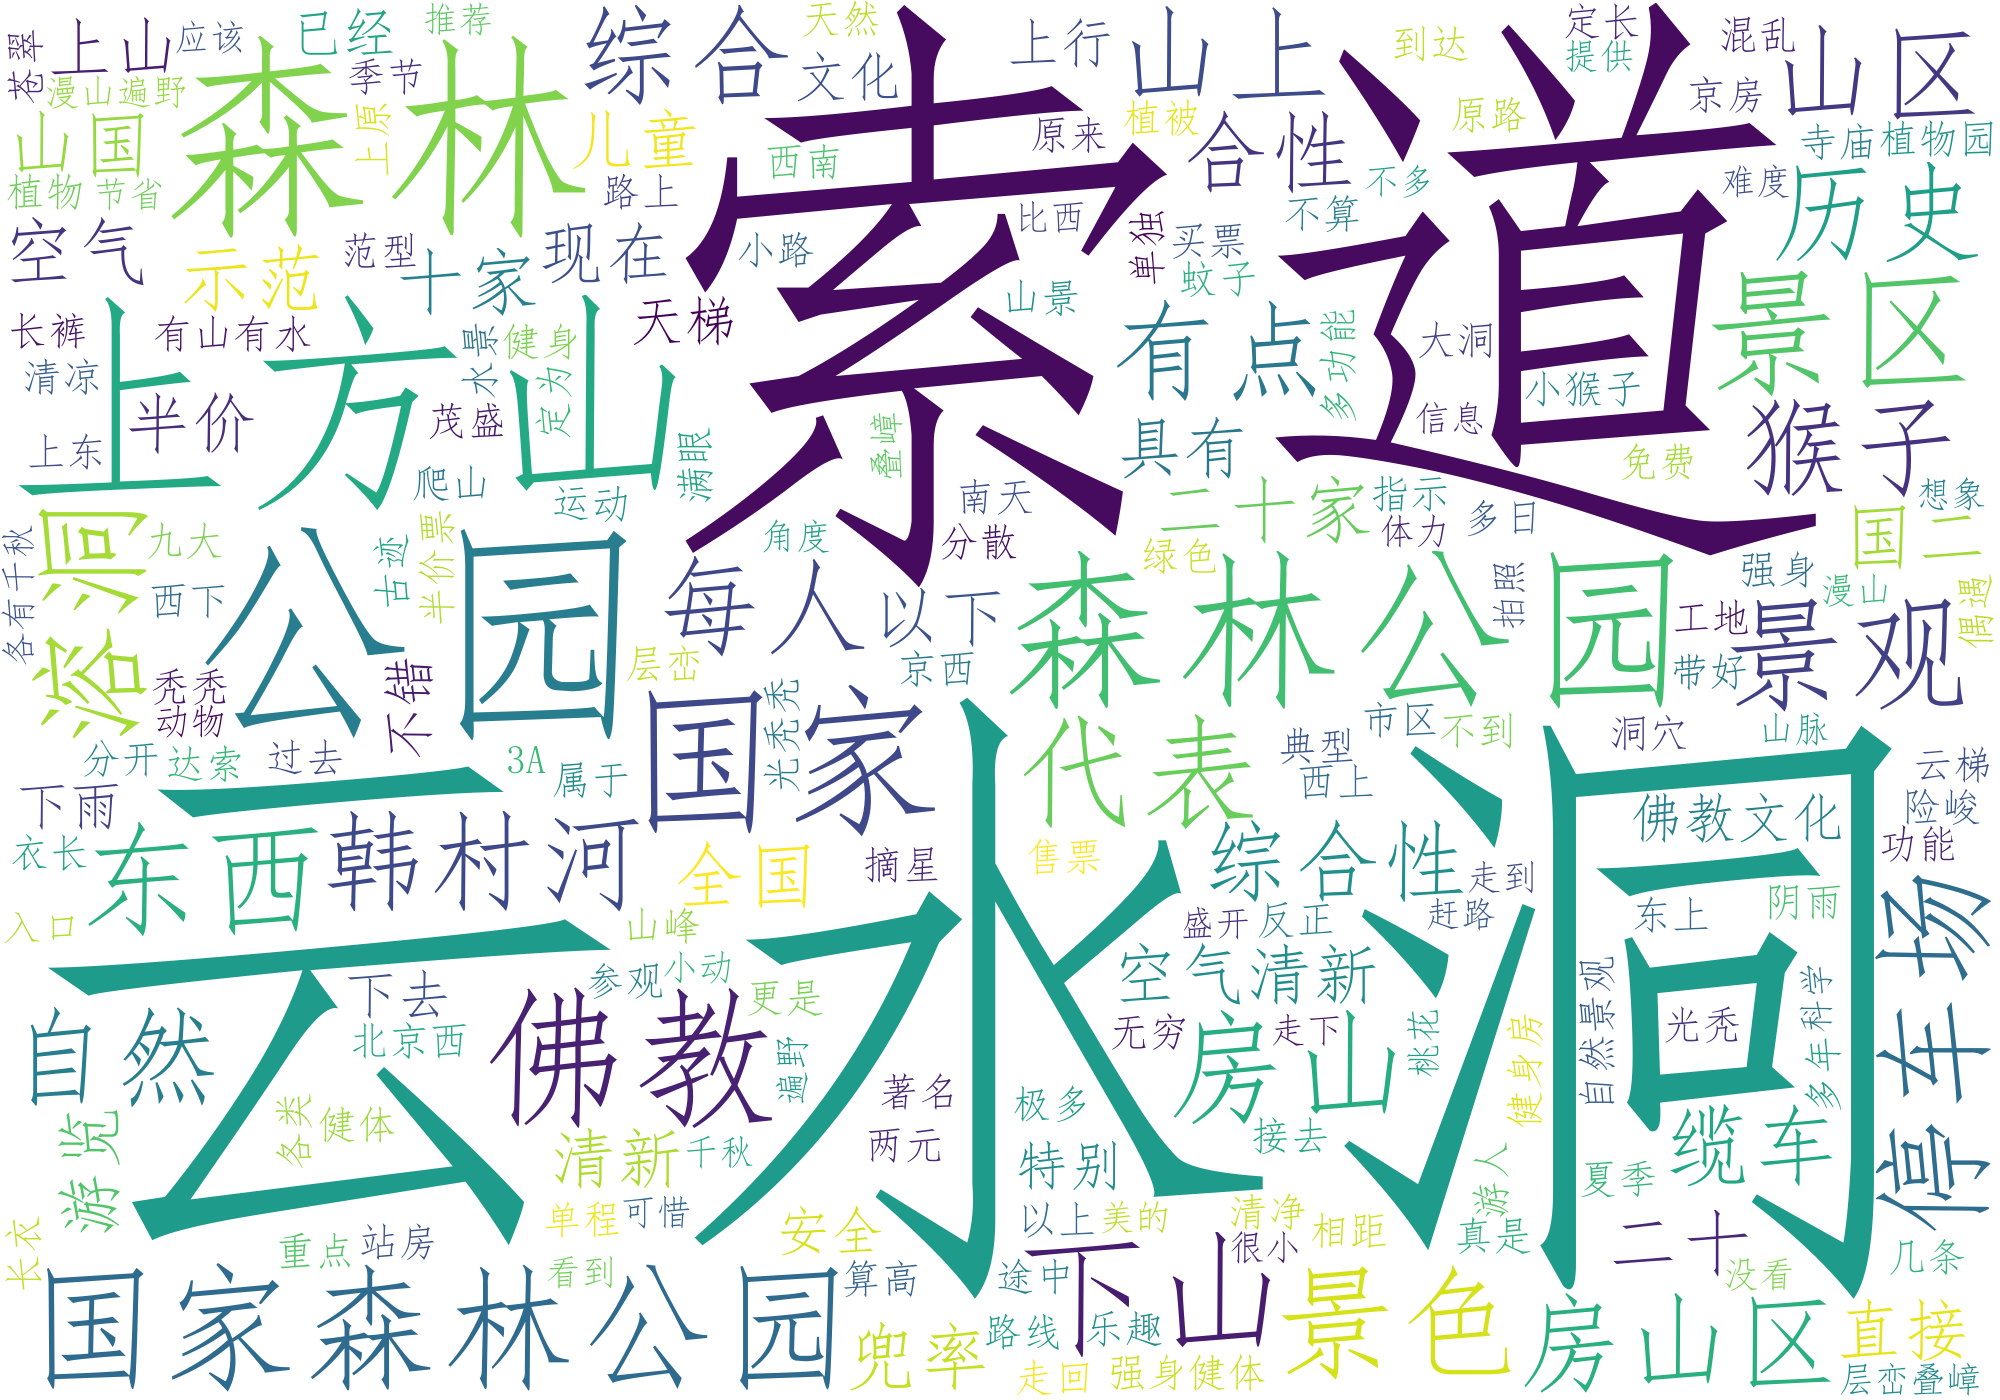 索道
云水洞
森林
上方山
公园
森林公园
国家
佛教
景区
景观
猴子
历史
山区
山上
综合
合性
文化
上行
儿童
已经
推荐
天然
应该
上山
苍翠
漫山遍野
季节
山国
上原
植物
节省
空气
示范
范型
十家
现在
路上
西南
原来
植被
到达
定长
提供
混乱
京房
原路
寺庙
植物园
难度
不多
不算
比西
单独
买票
蚊子
小路
山景
天梯
长裤
有山有水
清凉
半价
茂盛
水景
健身
定为
上东
爬山
满眼
运动
叠嶂
有点
多功能
大洞
小猴子
信息
免费
具有
南天
分散
角度
二十家
指示
体力
多日
绿色
想象
国二
强身
漫山
偶遇
工地
带好
拍照
溶洞
九大
西下
各有千秋
古迹
半价票
秃秃
动物
不错
每人
以下
京西
层峦
光秃秃
代表
市区
不到
典型
西上
洞穴
山脉
云梯
险峻
功能
分开
达索
过去
3A
属于
下雨
衣长
东西
韩村河
全国
摘星
售票
综合性
走到
赶路
佛教文化
盛开
反正
东上
阴雨
停车场
入口
山峰
参观
小动
更是
空气清新
下去
北京西
自然
遍野
著名
两元
无穷
走下
房山
桃花
健身房
自然景观
光秃
多年科学
极多
特别
接去
缆车
游览
各类
健体
清新
千秋
游人
夏季
单程
可惜
安全
以上
美的
清净
很小
相距
真是
二十
没看
几条
长衣
重点
站房
看到
算高
途中
下山
景色
国家森林公园
兜率
路线
乐趣
走回
强身健体
房山区
直接
层峦叠嶂